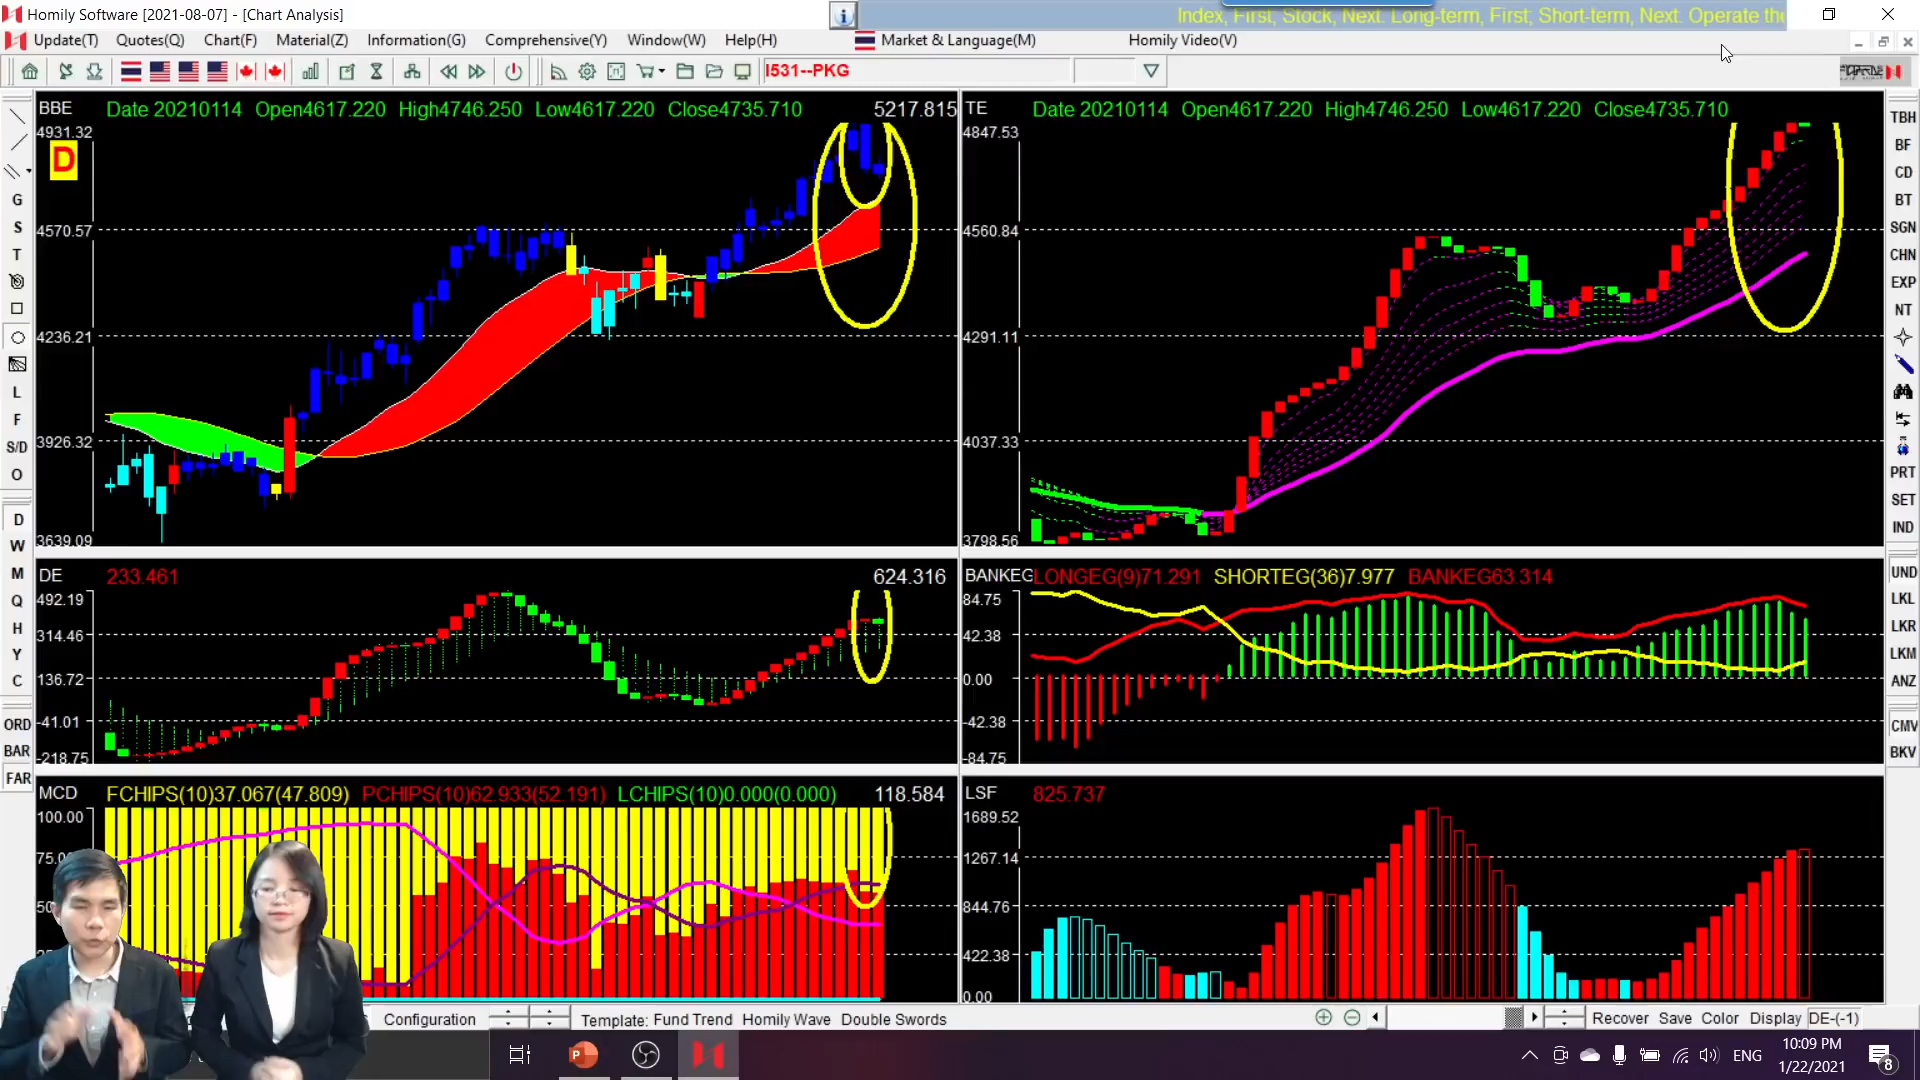 Homily Software [2021-08-07] - [Chart Analysis]
Index, First; Stock, Next. Long-term, First; Short-term, Next. Operate the
Update(T) Quotes(Q) Chart(F) Material(Z) Information(G) Comprehensive(Y) Window(W) Help(H) Market & Language(M) Homily Video(V)
I531--PKG
BBE Date 20210114 Open4617.220 High4746.250 Low4617.220 Close4735.710 5217.815
4931.32
D
4570.57
4236.21
3926.32
3639.09
TE Date 20210114 Open4617.220 High4746.250 Low4617.220 Close4735.710
4847.53
4560.84
4291.11
4037.33
3798.56
DE 233.461 624.316
492.19
314.46
136.72
-41.01
-218.75
BANKEG LONGEG(9)71.291 SHORTEG(36)7.977 BANKEG63.314
84.75
42.38
0.00
-42.38
-84.75
MCD FCHIPS(10)37.067(47.809) PCHIPS(10)62.933(52.191) LCHIPS(10)0.000(0.000) 118.584
100.00
75.00
50
LSF 825.737
1689.52
1267.14
844.76
422.38
0.00
G
S
T
L
F
S/D
O
D
W
M
Q
H
Y
C
ORD
BAR
FAR
TBH
BF
CD
BT
SGN
CHN
EXP
NT
PRT
SET
IND
UND
LKL
LKR
LKM
ANZ
CMV
BKV
Configuration Template: Fund Trend Homily Wave Double Swords
Recover Save Color Display DE-(-1)
ENG
10:09 PM
1/22/2021
8